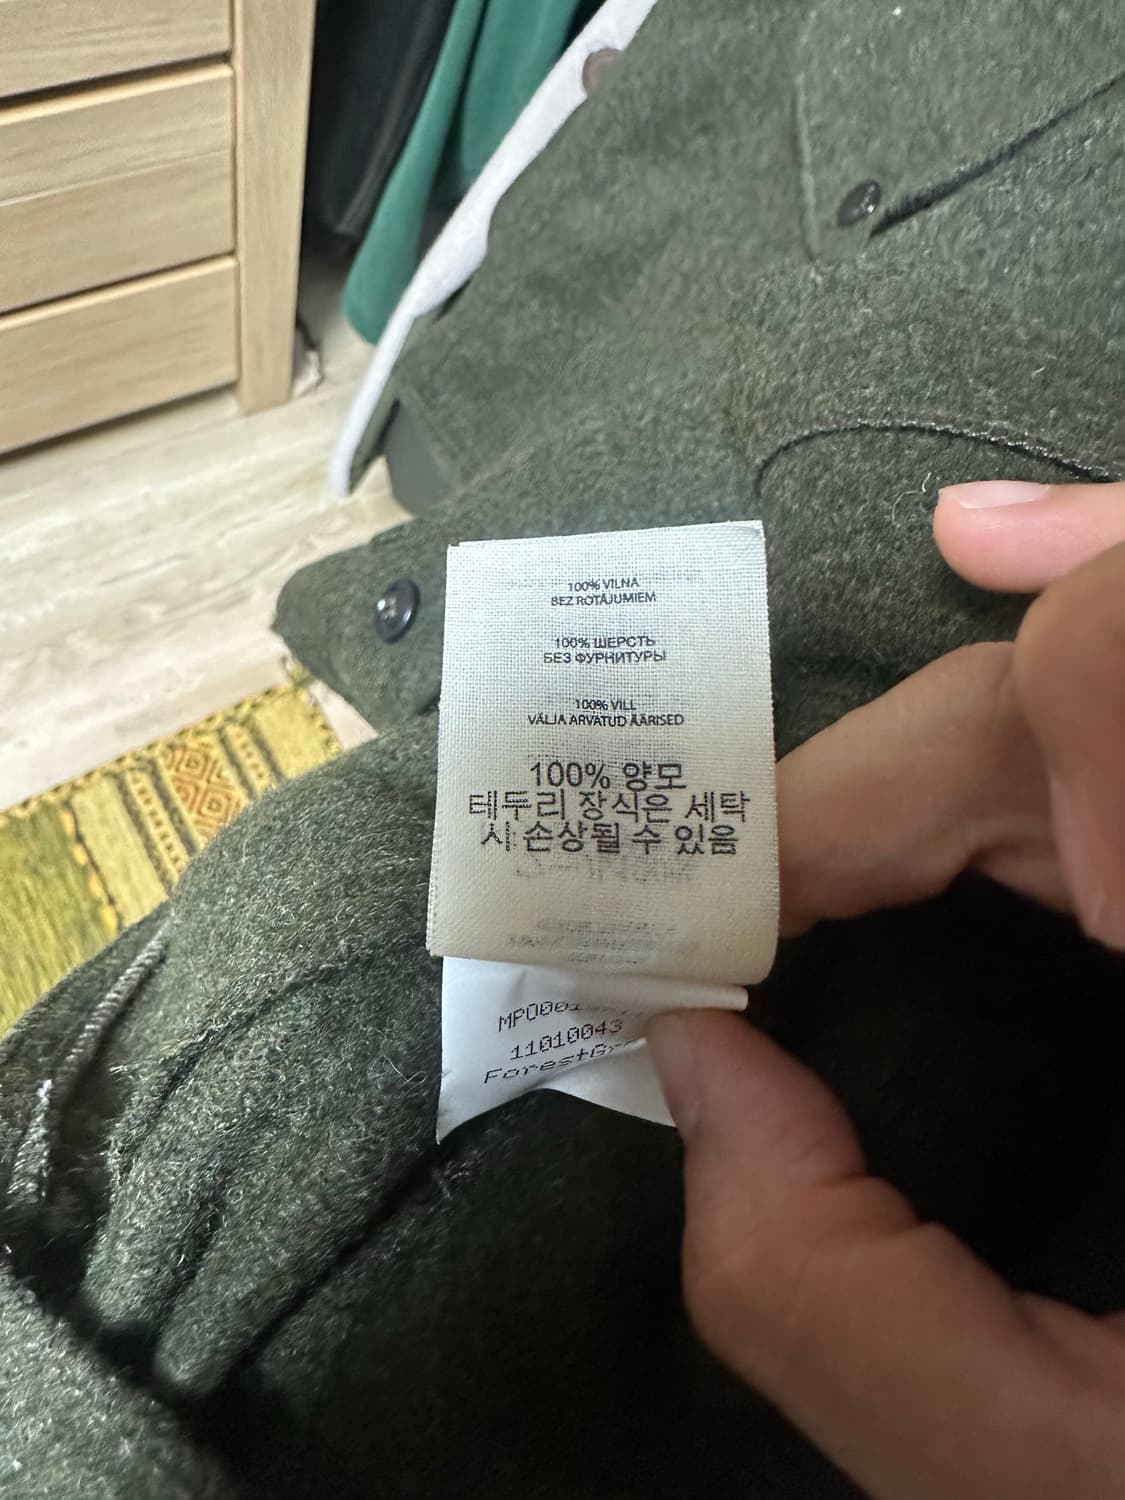 100% VILNA
BEZ ROTĀJUMIEM
100% ШЕРСТЬ
БЕЗ ФУРНИТУРЫ
100% VILL
VÄLJA ARVATUD ÄÄRISED
100% 양모
테두리 장식은 세탁
시 손상될 수 있음
11010043